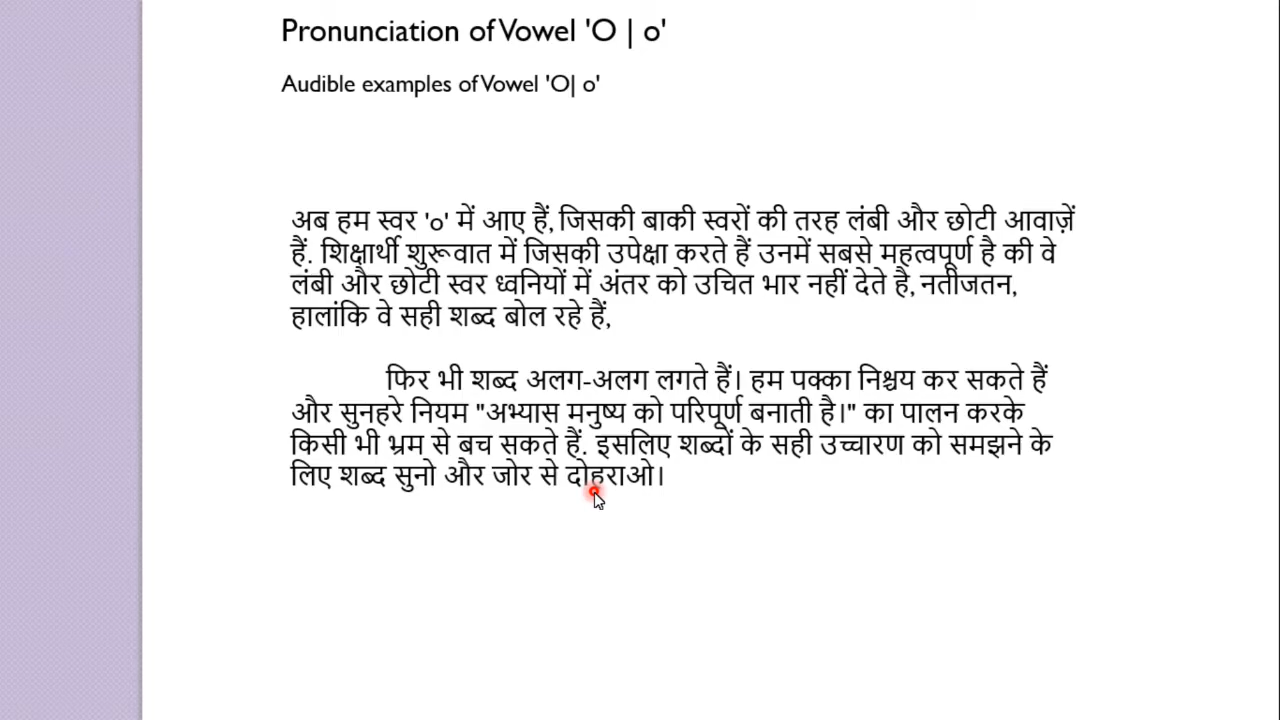 Pronunciation of Vowel 'O | o'
Audible examples of Vowel 'O| o'
अब हम स्वर 'o' में आए हैं, जिसकी बाकी स्वरों की तरह लंबी और छोटी आवाज़ें
हैं. शिक्षार्थी शुरूवात में जिसकी उपेक्षा करते हैं उनमें सबसे महत्वपूर्ण है की वे
लंबी और छोटी स्वर ध्वनियों में अंतर को उचित भार नहीं देते है, नतीजतन,
हालांकि वे सही शब्द बोल रहे हैं,
फिर भी शब्द अलग-अलग लगते हैं। हम पक्का निश्चय कर सकते हैं
और सुनहरे नियम "अभ्यास मनुष्य को परिपूर्ण बनाती है।" का पालन करके
किसी भी भ्रम से बच सकते हैं. इसलिए शब्दों के सही उच्चारण को समझने के
लिए शब्द सुनो और जोर से दोहराओ।